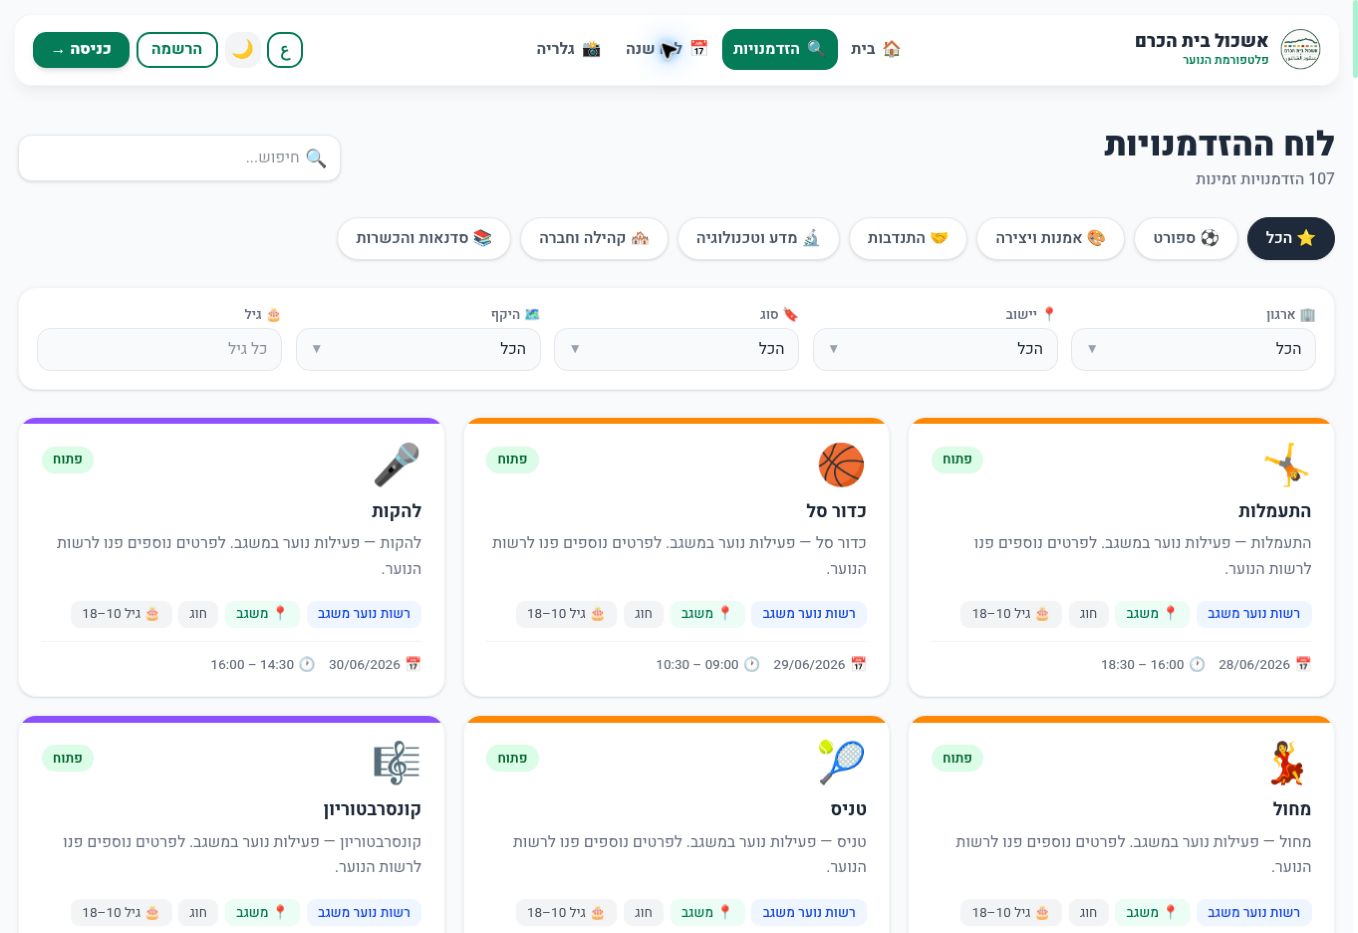 אשכול בית הכרם
פלטפורמת הנוער
בית
הזדמנויות
שנה
גלריה
ع
הרשמה
כניסה →
לוח ההזדמנויות
107 הזדמנויות זמינות
חיפוש...
הכל
ספורט
אמנות ויצירה
התנדבות
מדע וטכנולוגיה
קהילה וחברה
סדנאות והכשרות
ארגון
יישוב
סוג
היקף
גיל
הכל
הכל
הכל
הכל
כל גיל
פתוח
התעמלות
התעמלות — פעילות נוער במשגב. לפרטים נוספים פנו
לרשות הנוער.
רשות נוער משגב
משגב
חוג
גיל 10–18
28/06/2026
16:00 – 18:30
פתוח
כדור סל
כדור סל — פעילות נוער במשגב. לפרטים נוספים פנו לרשות
הנוער.
רשות נוער משגב
משגב
חוג
גיל 10–18
29/06/2026
09:00 – 10:30
פתוח
להקות
להקות — פעילות נוער במשגב. לפרטים נוספים פנו לרשות
הנוער.
רשות נוער משגב
משגב
חוג
גיל 10–18
30/06/2026
14:30 – 16:00
פתוח
מחול
מחול — פעילות נוער במשגב. לפרטים נוספים פנו לרשות
הנוער.
רשות נוער משגב
משגב
חוג
גיל 10–18
פתוח
טניס
טניס — פעילות נוער במשגב. לפרטים נוספים פנו לרשות
הנוער.
רשות נוער משגב
משגב
חוג
גיל 10–18
פתוח
קונסרבטוריון
קונסרבטוריון — פעילות נוער במשגב. לפרטים נוספים פנו
לרשות הנוער.
רשות נוער משגב
משגב
חוג
גיל 10–18